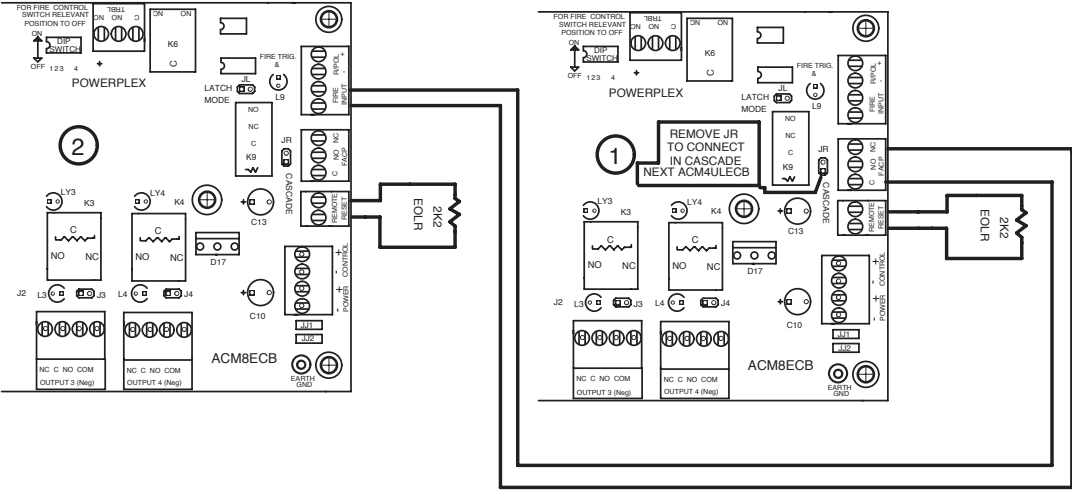 FOR FIRE CONTROL
SWITCH RELEVANT
POSITION TO OFF
ON
DIP
SWITCH
OFF 1 2 3 4
+
NC NO C
TRBL
K6
C
POWERPLEX
FIRE TRIG.
&
L9
JL
LATCH
MODE
R/POL + -
FIRE
INPUT
NO
NC
C
K9
JR
CASCADE
NC
NO
C
FACP
REMOTE
RESET
2
EOLR
2K2
LY3
K3
LY4
K4
C
NO NC
C
NO NC
+ C13
D17
J2
L3
J3
L4
J4
+ C10
+ CONTROL -
+ POWER -
JJ1
JJ2
ACM8ECB
NC C NO COM
OUTPUT 3 (Neg)
NC C NO COM
OUTPUT 4 (Neg)
EARTH
GND
FOR FIRE CONTROL
SWITCH RELEVANT
POSITION TO OFF
ON
DIP
SWITCH
OFF 1 2 3 4
+
NC NO C
TRBL
K6
C
POWERPLEX
FIRE TRIG.
&
L9
JL
LATCH
MODE
R/POL + -
FIRE
INPUT
1
REMOVE JR
TO CONNECT
IN CASCADE
NEXT ACM4ULECB
NO
NC
C
K9
JR
CASCADE
NC
NO
C
FACP
REMOTE
RESET
EOLR
2K2
LY3
K3
LY4
K4
C
NO NC
C
NO NC
+ C13
D17
J2
L3
J3
L4
J4
+ C10
+ CONTROL -
+ POWER -
JJ1
JJ2
ACM8ECB
NC C NO COM
OUTPUT 3 (Neg)
NC C NO COM
OUTPUT 4 (Neg)
EARTH
GND